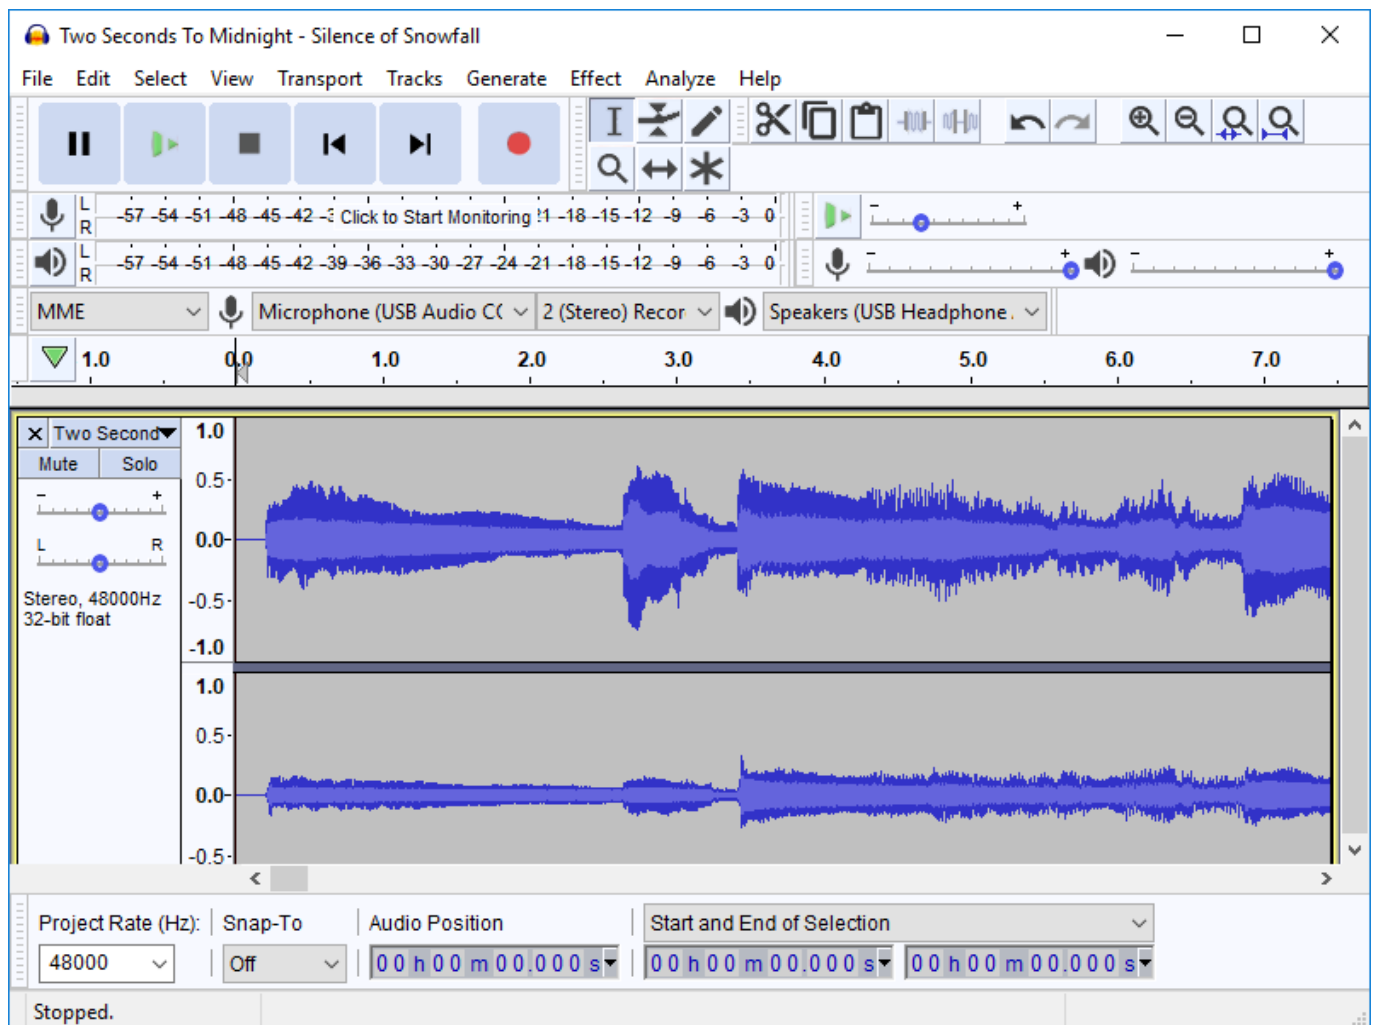 Two Seconds To Midnight - Silence of Snowfall
File Edit Select View Transport Tracks Generate Effect Analyze Help
L
R
-57 -54 -51 -48 -45 -42 Click to Start Monitoring -18 -15 -12 -9 -6 -3 0
- +
L
R
-57 -54 -51 -48 -45 -42 -39 -36 -33 -30 -27 -24 -21 -18 -15 -12 -9 -6 -3 0
- + - +
MME Microphone (USB Audio CO 2 (Stereo) Recor Speakers (USB Headphone
1.0 0.0 1.0 2.0 3.0 4.0 5.0 6.0 7.0
Two Second
Mute Solo
- +
L R
Stereo, 48000Hz
32-bit float
1.0
0.5-
0.0-
-0.5-
-1.0
1.0
0.5-
0.0-
-0.5-
Project Rate (Hz): Snap-To Audio Position Start and End of Selection
48000 Off 00 h 00 m 00.000 s 00 h 00 m 00.000 s 00 h 00 m 00.000 s
Stopped.